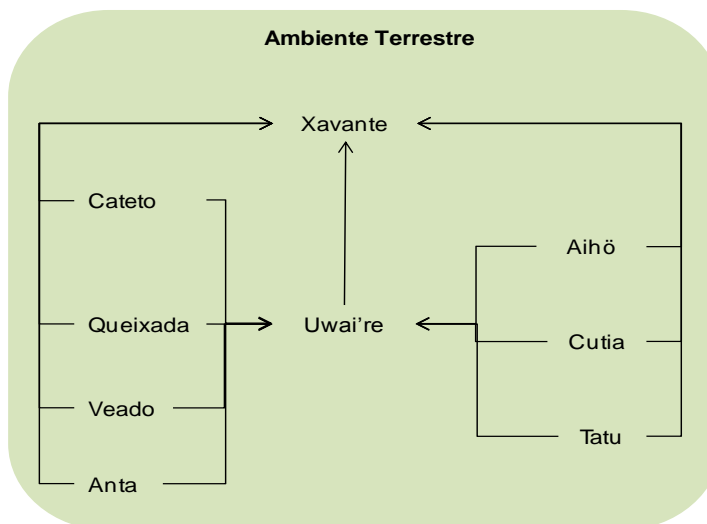 Ambiente Terrestre
Xavante
Cateto
Aihö
Queixada
Uwai're
Cutia
Veado
Tatu
Anta